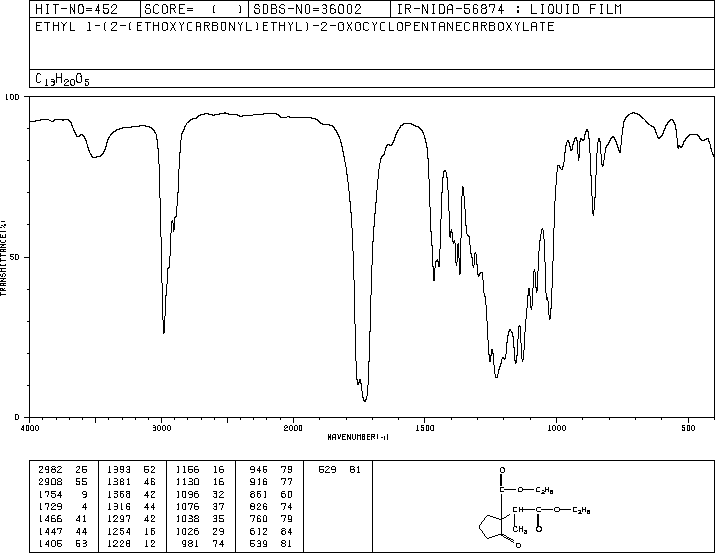 HIT-NO=452 SCORE= ( ) SDBS-NO=36002 IR-NIDA-56874 : LIQUID FILM
ETHYL 1-(2-(ETHOXYCARBONYL)ETHYL)-2-OXOCYCLOPENTANECARBOXYLATE
C13H20O5
100
50
0
TRANSMITTANCE(%)
4000 3000 2000 1500 1000 500
WAVENUMBER(-1)
2982 26 1393 52 1156 16 945 79 529 81
2908 55 1381 46 1130 16 916 77
1754 9 1368 42 1096 32 861 60
1729 4 1316 44 1076 37 826 74
1466 41 1297 42 1038 35 760 79
1447 44 1254 16 1026 29 612 84
1405 53 1228 12 981 74 539 81
O
C—O—C2H5
CH—C—O—C2H5
CH3 O
O